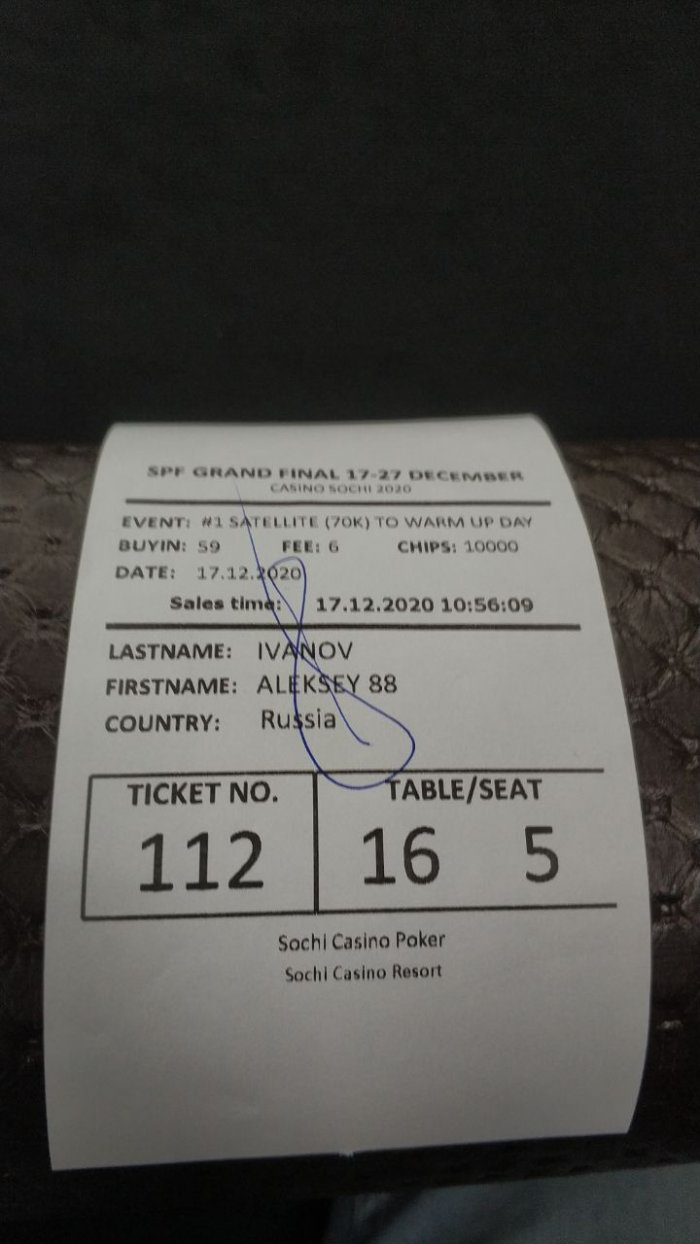 SPF GRAND FINAL 17-27 DECEMBER
CASINO SOCHI 2020
EVENT: #1 SATELLITE (70K) TO WARM UP DAY
BUYIN: 59 FEE: 6 CHIPS: 10000
DATE: 17.12.2020
Sales time: 17.12.2020 10:56:09
LASTNAME: IVANOV
FIRSTNAME: ALEKSEY 88
COUNTRY: Russia
TICKET NO. TABLE/SEAT
112 16 5
Sochi Casino Poker
Sochi Casino Resort